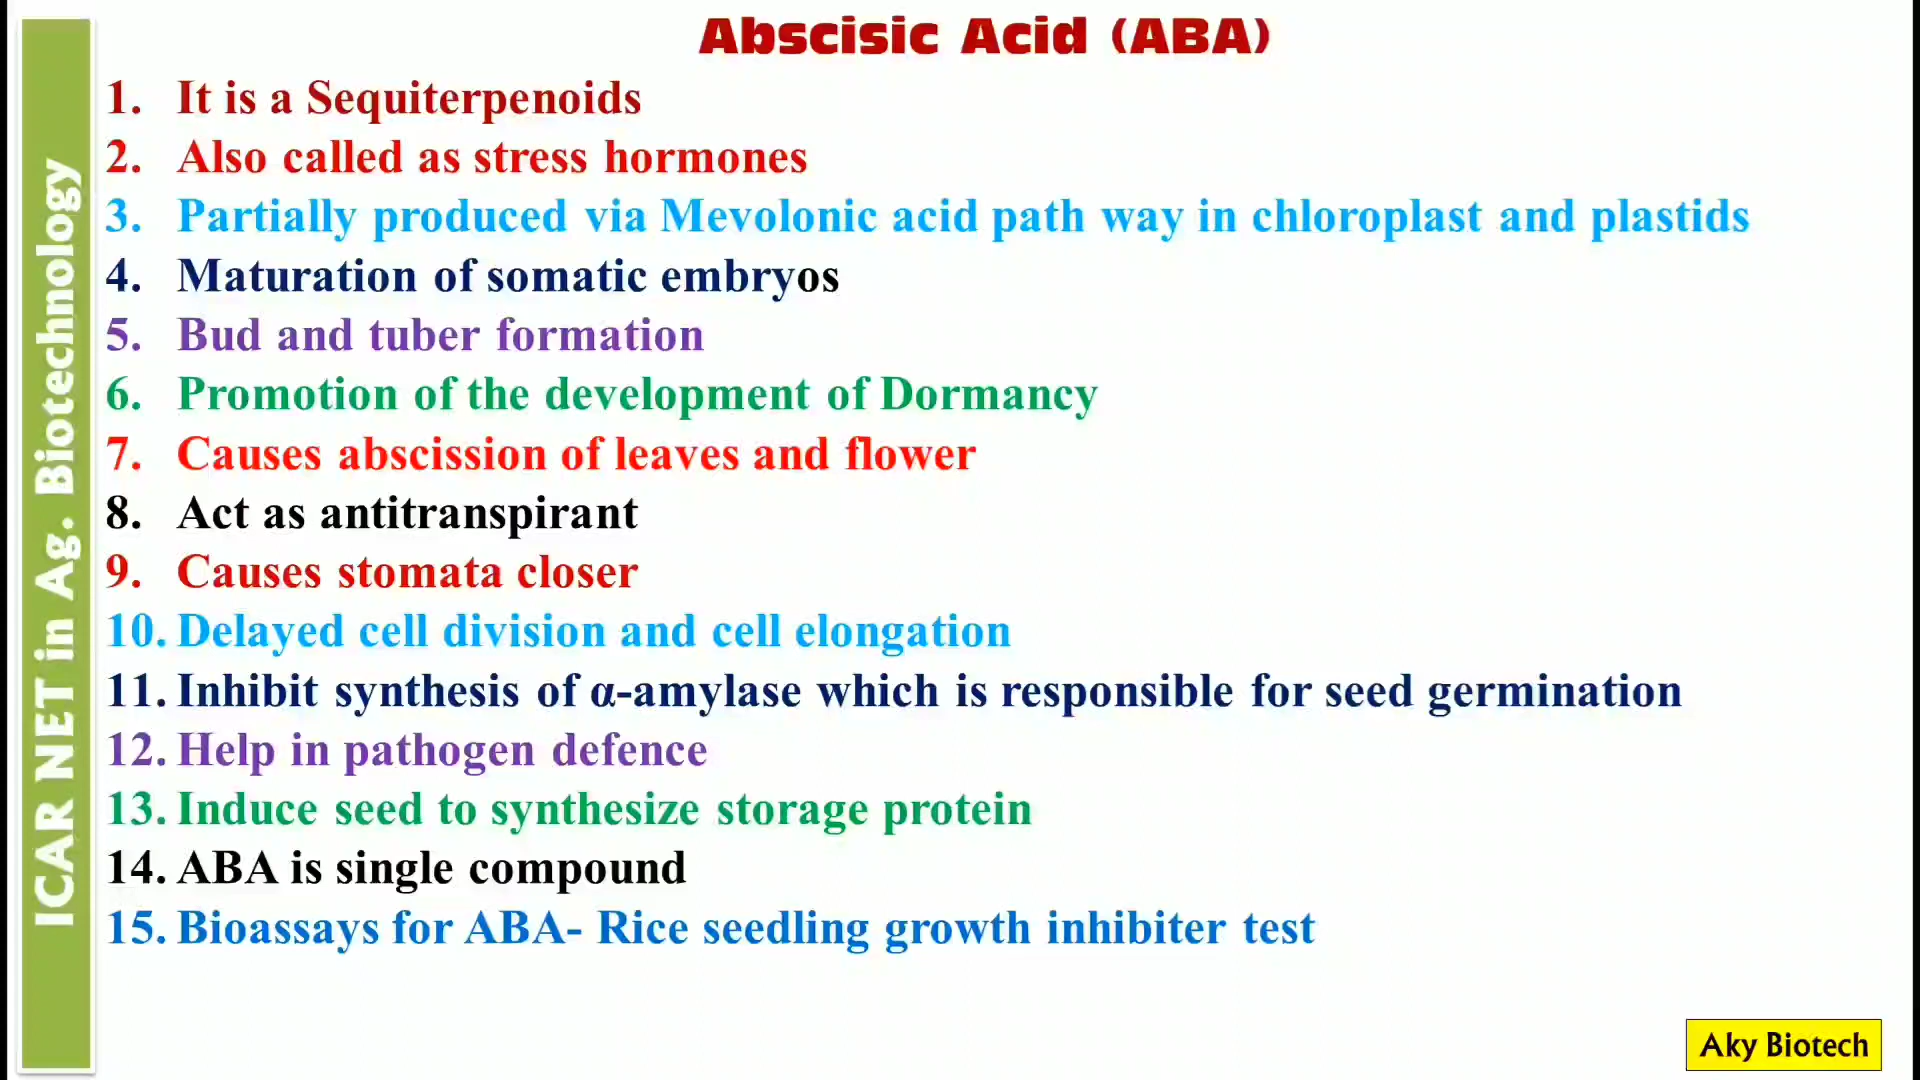 Abscisic Acid (ABA)
1. It is a Sequiterpenoids
2. Also called as stress hormones
3. Partially produced via Mevolonic acid path way in chloroplast and plastids
4. Maturation of somatic embryos
5. Bud and tuber formation
6. Promotion of the development of Dormancy
7. Causes abscission of leaves and flower
8. Act as antitranspirant
9. Causes stomata closer
10. Delayed cell division and cell elongation
11. Inhibit synthesis of α-amylase which is responsible for seed germination
12. Help in pathogen defence
13. Induce seed to synthesize storage protein
14. ABA is single compound
15. Bioassays for ABA- Rice seedling growth inhibiter test
ICAR NET in Ag. Biotechnology
Aky Biotech